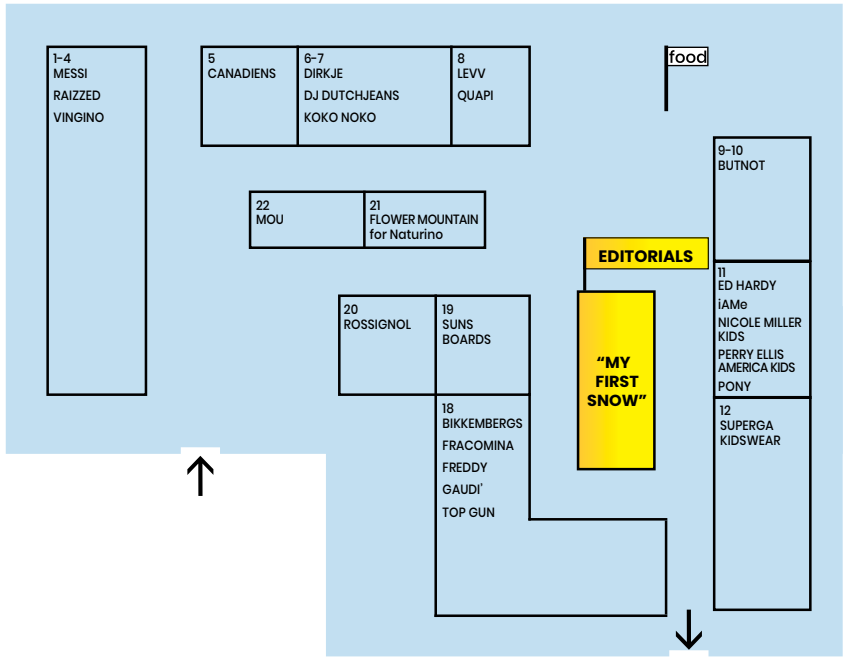 1-4
MESSI
RAIZZED
VINGINO
5
CANADIENS
6-7
DIRKJE
DJ DUTCHJEANS
KOKO NOKO
8
LEVV
QUAPI
food
9-10
BUTNOT
22
MOU
21
FLOWER MOUNTAIN
for Naturino
EDITORIALS
11
ED HARDY
iAMe
NICOLE MILLER
KIDS
PERRY ELLIS
AMERICA KIDS
PONY
20
ROSSIGNOL
19
SUNS
BOARDS
“MY
FIRST
SNOW”
18
BIKKEMBERGS
FRACOMINA
FREDDY
GAUDI'
TOP GUN
12
SUPERGA
KIDSWEAR